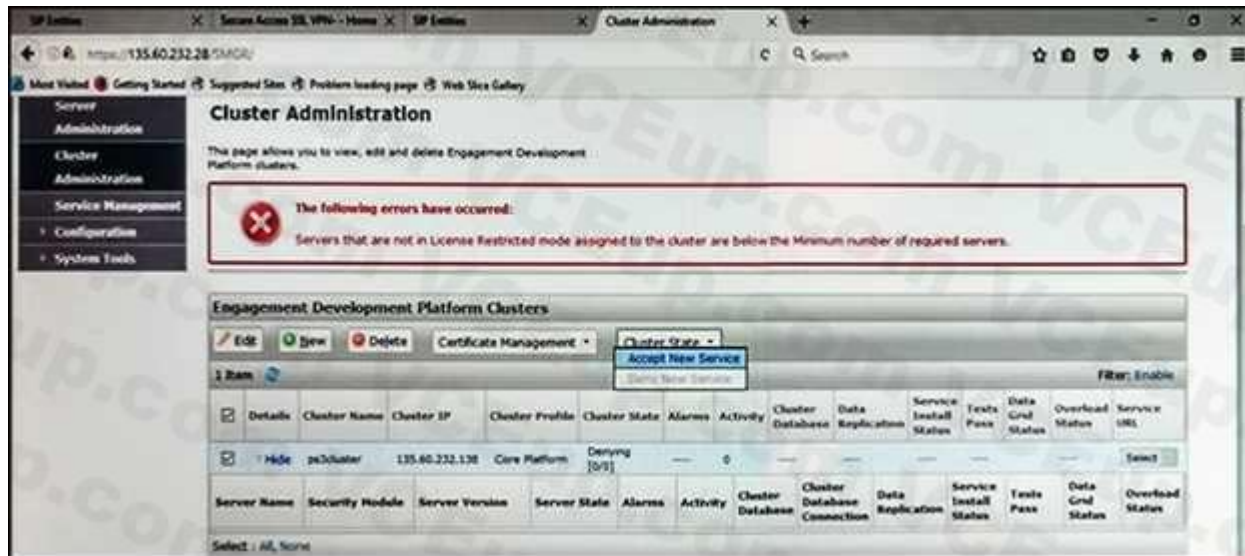 SIP Entities
Secure Access SSL VPN- - Home
SIP Entities
Cluster Administration
https://135.60.232.28/SMGR/
Search
Most Visited
Getting Started
Suggested Sites
Problem loading page
Web Slice Gallery
Server
Administration
Cluster
Administration
Service Management
Configuration
System Tools
Cluster Administration
This page allows you to view, edit and delete Engagement Development
Platform clusters.
The following errors have occurred:
Servers that are not in License Restricted mode assigned to the cluster are below the Minimum number of required servers.
Engagement Development Platform Clusters
Edit
New
Delete
Certificate Management
Cluster State
Accept New Service
Deny New Service
1 Item
Filter: Enable
Details
Cluster Name
Cluster IP
Cluster Profile
Cluster State
Alarms
Activity
Cluster
Database
Data
Replication
Service
Install
Status
Tests
Pass
Data
Grid
Status
Overload
Status
Service
URL
Hide
ps3cluster
135.60.232.138
Core Platform
Denying
[0/0]
---
0
---
---
---
---
---
---
Select
Server Name
Security Module
Server Version
Server State
Alarms
Activity
Cluster
Database
Cluster
Database
Connection
Data
Replication
Service
Install
Status
Tests
Pass
Data
Grid
Status
Overload
Status
Select : All, None
VCEup.com